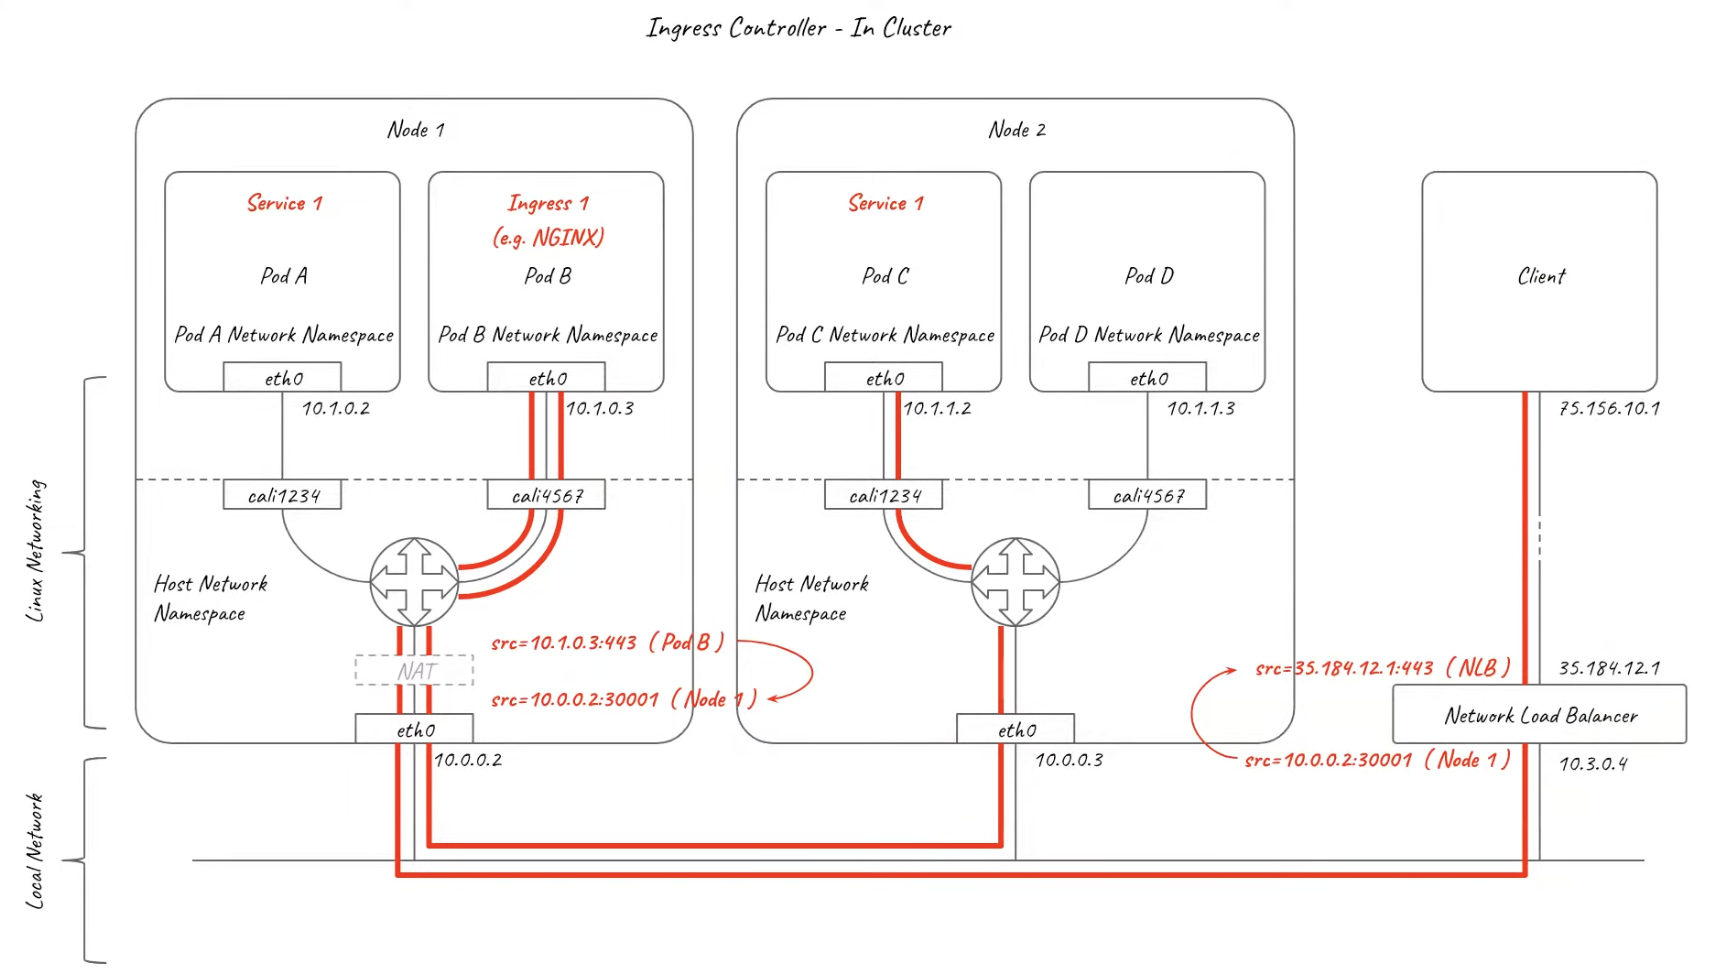 Ingress Controller - In Cluster
Node 1
Service 1
Pod A
Pod A Network Namespace
eth0
10.1.0.2
cali1234
Ingress 1
(e.g. NGINX)
Pod B
Pod B Network Namespace
eth0
10.1.0.3
cali4567
Host Network
Namespace
src=10.1.0.3:443 (Pod B)
NAT
src=10.0.0.2:30001 (Node 1)
eth0
10.0.0.2
Node 2
Service 1
Pod C
Pod C Network Namespace
eth0
10.1.1.2
cali1234
Pod D
Pod D Network Namespace
eth0
10.1.1.3
cali4567
Host Network
Namespace
eth0
10.0.0.3
Client
75.156.10.1
src=35.184.12.1:443 (NLB)
35.184.12.1
Network Load Balancer
src=10.0.0.2:30001 (Node 1)
10.3.0.4
Linux Networking
Local Network